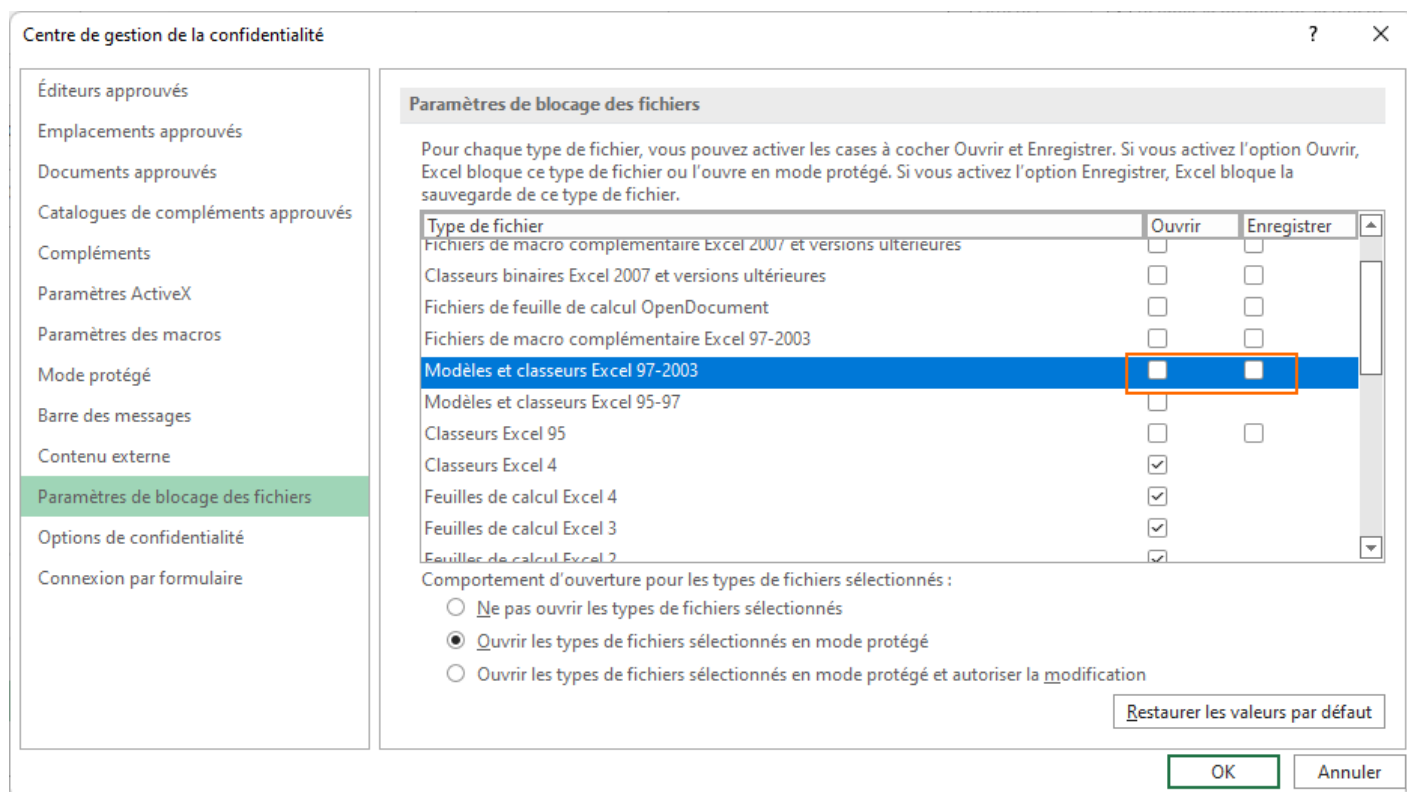 Centre de gestion de la confidentialité
?
Éditeurs approuvés
Emplacements approuvés
Documents approuvés
Catalogues de compléments approuvés
Compléments
Paramètres ActiveX
Paramètres des macros
Mode protégé
Barre des messages
Contenu externe
Paramètres de blocage des fichiers
Options de confidentialité
Connexion par formulaire
Paramètres de blocage des fichiers
Pour chaque type de fichier, vous pouvez activer les cases à cocher Ouvrir et Enregistrer. Si vous activez l'option Ouvrir,
Excel bloque ce type de fichier ou l'ouvre en mode protégé. Si vous activez l'option Enregistrer, Excel bloque la
sauvegarde de ce type de fichier.
Type de fichier Ouvrir Enregistrer
Fichiers de macro complémentaire Excel 2007 et versions ultérieures
Classeurs binaires Excel 2007 et versions ultérieures
Fichiers de feuille de calcul OpenDocument
Fichiers de macro complémentaire Excel 97-2003
Modèles et classeurs Excel 97-2003
Modèles et classeurs Excel 95-97
Classeurs Excel 95
Classeurs Excel 4
Feuilles de calcul Excel 4
Feuilles de calcul Excel 3
Feuilles de calcul Excel 2
Comportement d'ouverture pour les types de fichiers sélectionnés :
Ne pas ouvrir les types de fichiers sélectionnés
Ouvrir les types de fichiers sélectionnés en mode protégé
Ouvrir les types de fichiers sélectionnés en mode protégé et autoriser la modification
Restaurer les valeurs par défaut
OK Annuler